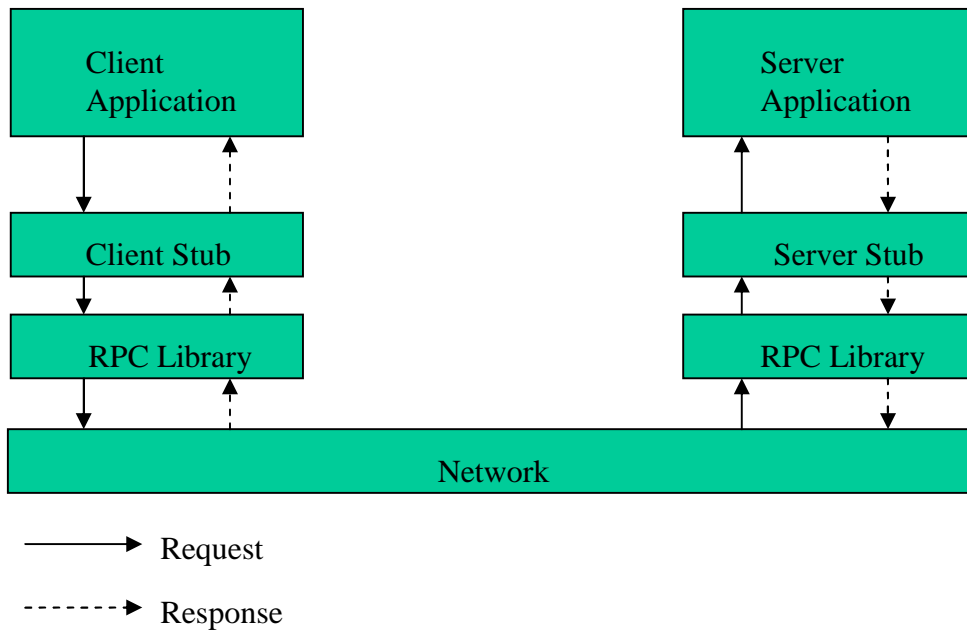 Client
Application
Server
Application
Client Stub
Server Stub
RPC Library
RPC Library
Network
Request
Response